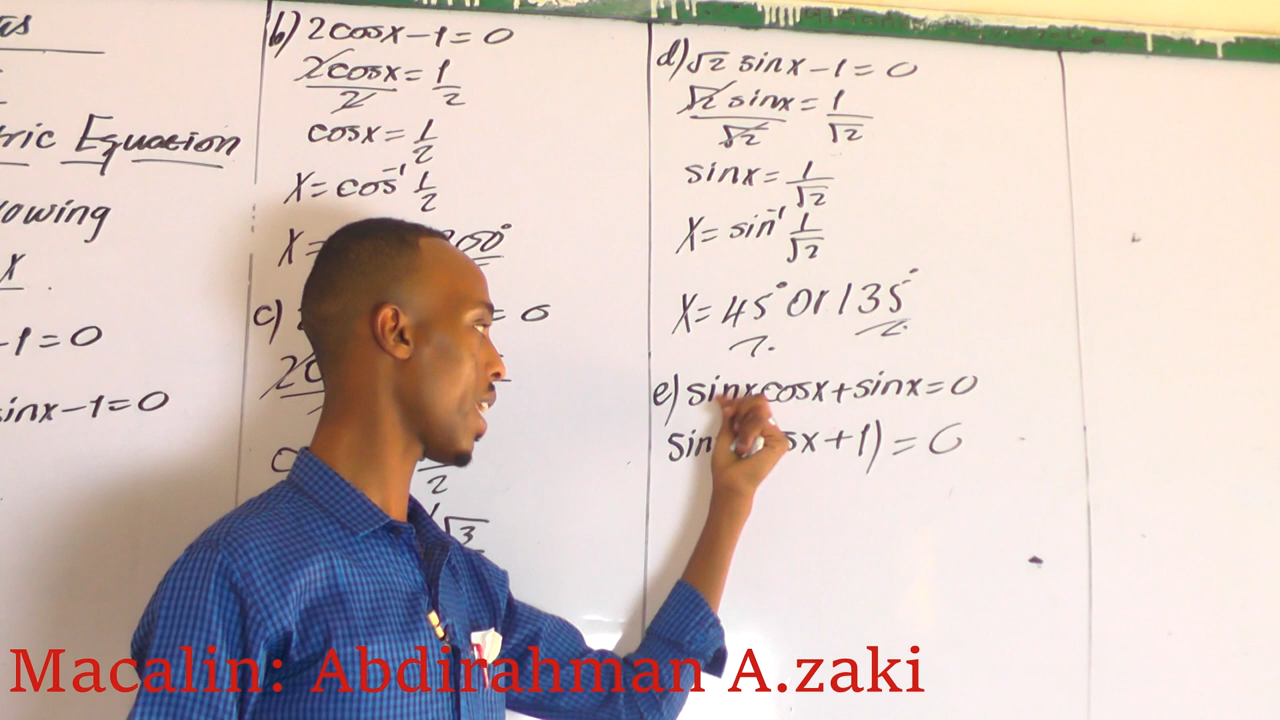 ric Equation
owing
x
-1=0
sinx-1=0
b) 2cosx-1=0
2cosx/2=1/2
cosx=1/2
X=cos⁻¹ 1/2
X=
c) =0
2c
c
2
√3
d) √2 sinx-1=0
√2 sinx/√2=1/√2
sinx=1/√2
X=sin⁻¹ 1/√2
X=45° or 135°
e) sinxcosx+sinx=0
sin sx+1)=0
Macalin: Abdirahman A.zaki